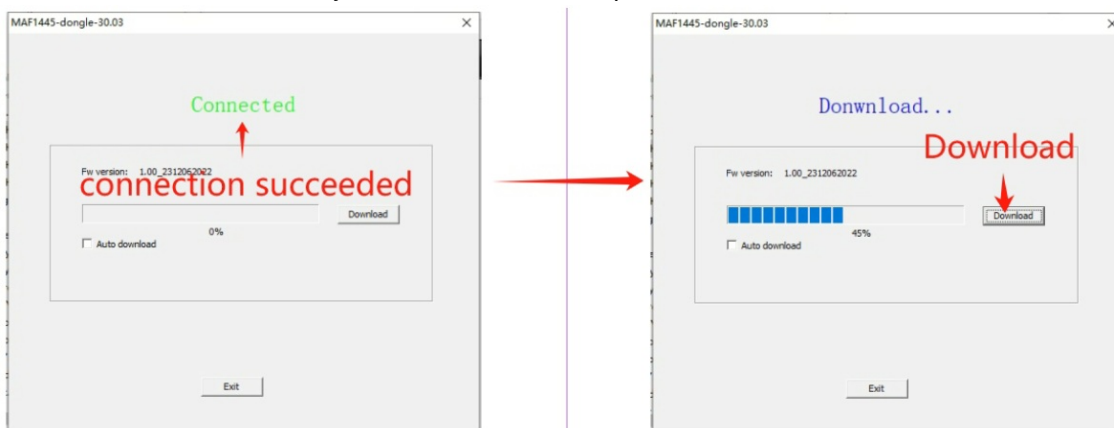 MAF1445-dongle-30.03
Connected
Fw version: 1.00_2312062022
connection succeeded
Download
0%
Auto download
Exit
MAF1445-dongle-30.03
Donwnload...
Download
Fw version: 1.00_2312062022
Download
45%
Auto download
Exit